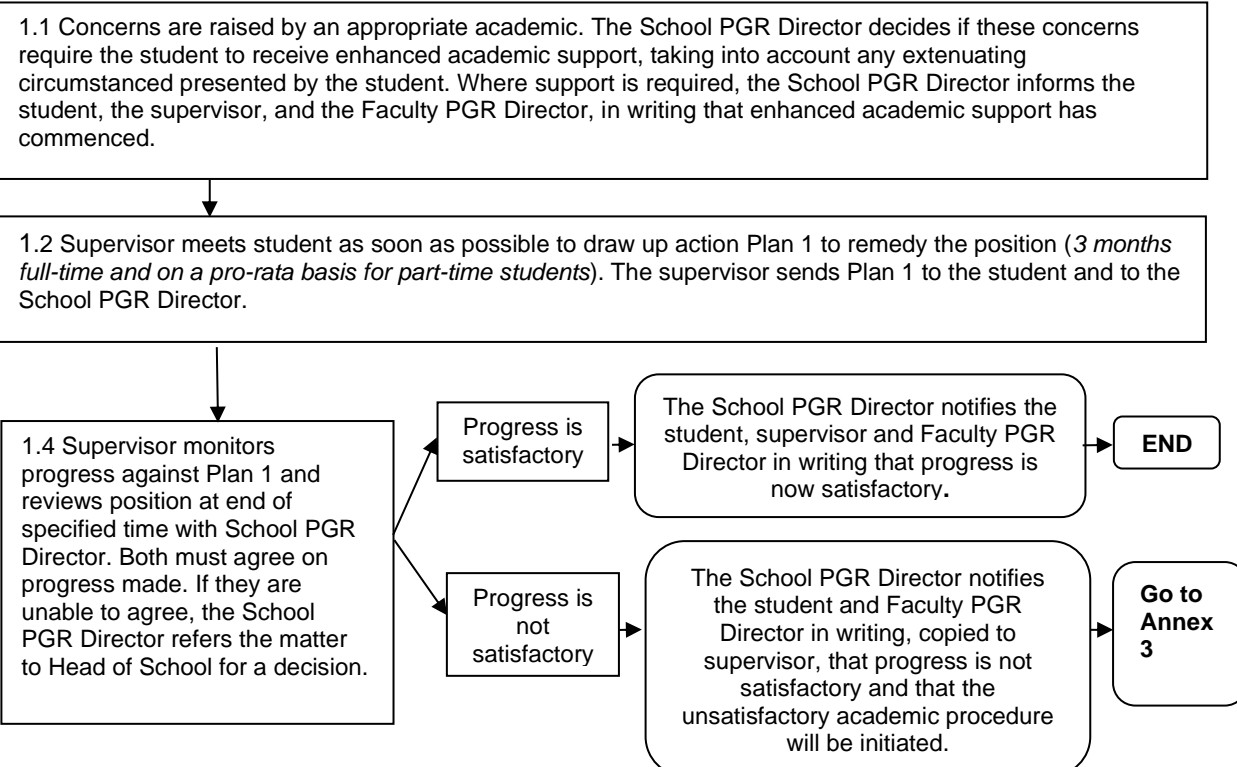 1.1 Concerns are raised by an appropriate academic. The School PGR Director decides if these concerns
require the student to receive enhanced academic support, taking into account any extenuating
circumstanced presented by the student. Where support is required, the School PGR Director informs the
student, the supervisor, and the Faculty PGR Director, in writing that enhanced academic support has
commenced.
1.2 Supervisor meets student as soon as possible to draw up action Plan 1 to remedy the position (3 months
full-time and on a pro-rata basis for part-time students). The supervisor sends Plan 1 to the student and to the
School PGR Director.
1.4 Supervisor monitors
progress against Plan 1 and
reviews position at end of
specified time with School PGR
Director. Both must agree on
progress made. If they are
unable to agree, the School
PGR Director refers the matter
to Head of School for a decision.
Progress is
satisfactory
The School PGR Director notifies the
student, supervisor and Faculty PGR
Director in writing that progress is
now satisfactory.
END
Progress is
not
satisfactory
The School PGR Director notifies
the student and Faculty PGR
Director in writing, copied to
supervisor, that progress is not
satisfactory and that the
unsatisfactory academic procedure
will be initiated.
Go to
Annex
3